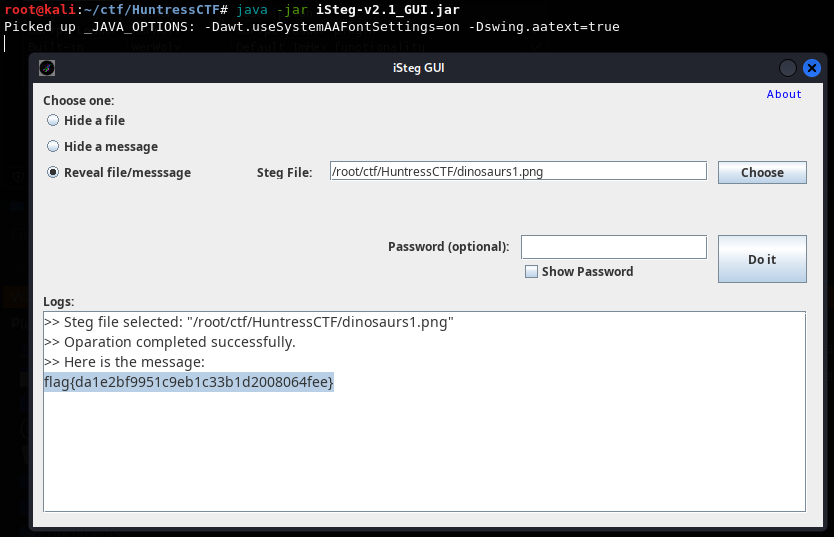 root@kali:~/ctf/HuntressCTF# java -jar iSteg-v2.1_GUI.jar
Picked up _JAVA_OPTIONS: -Dawt.useSystemAAFontSettings=on -Dswing.aatext=true
iSteg GUI
About
Choose one:
Hide a file
Hide a message
Reveal file/messsage Steg File: /root/ctf/HuntressCTF/dinosaurs1.png Choose
Password (optional): Do it
Show Password
Logs:
>> Steg file selected: "/root/ctf/HuntressCTF/dinosaurs1.png"
>> Oparation completed successfully.
>> Here is the message:
flag{da1e2bf9951c9eb1c33b1d2008064fee}